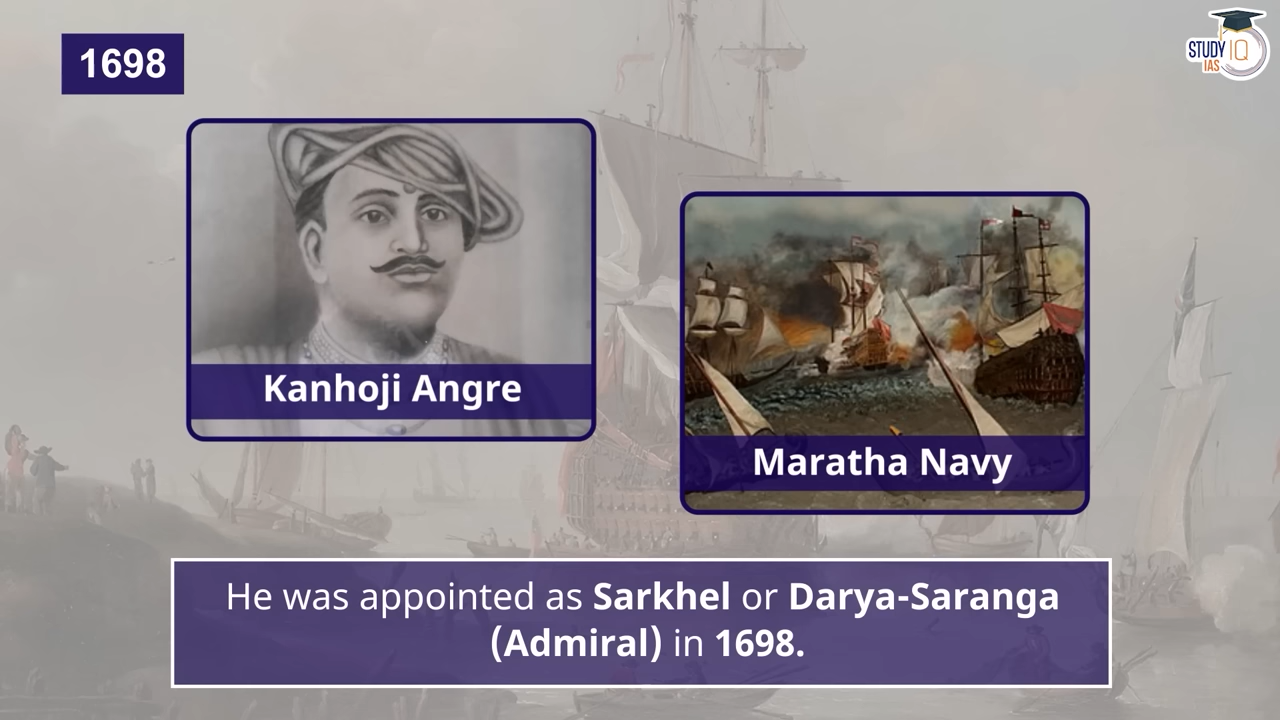 1698
STUDY IQ
IAS
Kanhoji Angre
Maratha Navy
He was appointed as Sarkhel or Darya-Saranga
(Admiral) in 1698.